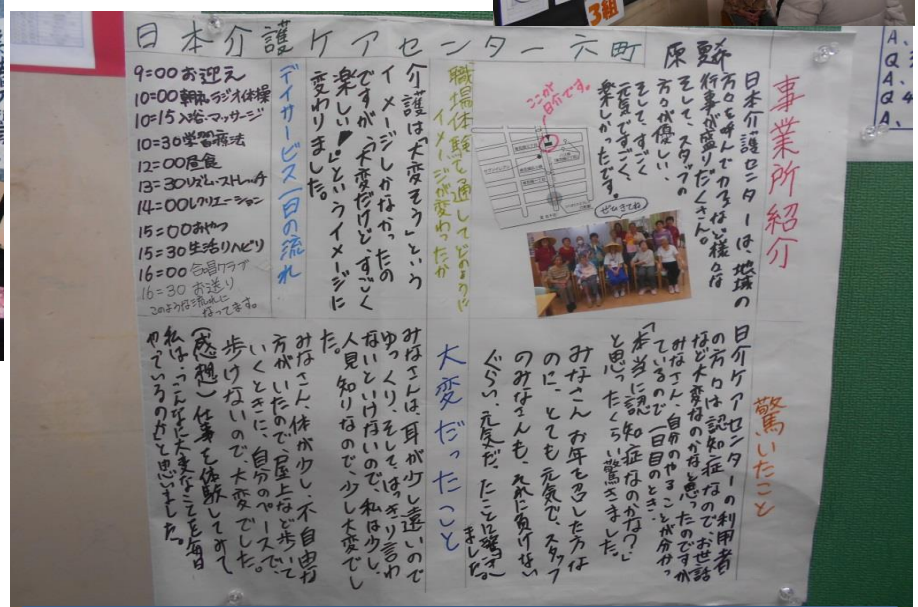 3組
日本介護ケアセンター六町
事業所紹介
日本介護センターは、地域の
方々を呼んでカフェなど様々な
行事が盛りだくさん。
そして、スタッフの
方々が優しい、
そして、すごく
元気ですごく、
楽しかったです。
ここが
日介です。
ぜひきてね
職場体験を通してどのように
イメージが変わったか
介護は「大変そう」という
イメージしかなかったの
ですが、「大変だけど、すごく
楽しい!」というイメージに
変わりました。
デイサービス一日の流れ
9:00お迎え
10:00朝礼ラジオ体操
10:15入浴・マッサージ
10:30学習療法
12:00昼食
13:30リズム・ストレッチ
14:00レクリエーション
15:00おやつ
15:30生活リハビリ
16:00合唱クラブ
16:30お送り
このような流れに
なってます。
驚いたこと
日介ケアセンターの利用者
の方々は認知症なので、お世話
など大変なのかなと思ったのですが
みなさん、自分のやることが分かっ
ているので一日目のとき、
「本当に認知症なのかな?」
と思ったくらい驚きました。
みなさん、お年を召した方な
のに、とても元気で、スタッフ
のみなさんも、それに負けない
ぐらい、元気だったことに驚き
ました。
大変だったこと
みなさんは、耳が少し遠いので
ゆっくり、そして、はっきり言わ
ないといけないので、私は少し、
人見知りなので、少し大変でし
た。
みなさん、体が少し、不自由な
方がいたので、屋上など歩いて
いくときに、自分のペースで、
歩けないので、大変でした。
(感想)仕事を体験してみて
私は、こんなに大変なことを毎日
やっているのだと思いました。